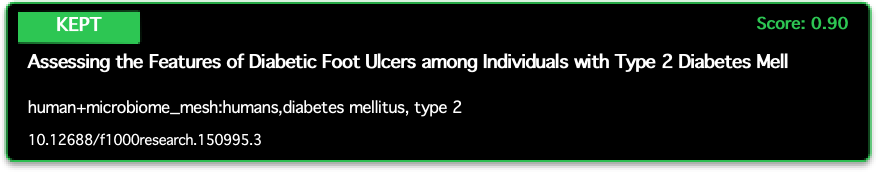 KEPT
Score: 0.90
Assessing the Features of Diabetic Foot Ulcers among Individuals with Type 2 Diabetes Mell
human+microbiome_mesh:humans,diabetes mellitus, type 2
10.12688/f1000research.150995.3